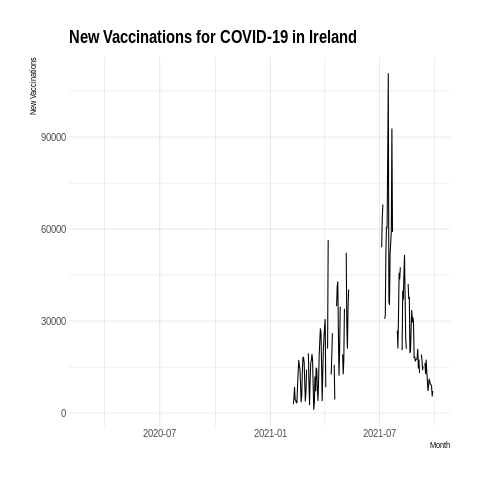 New Vaccinations for COVID-19 in Ireland
New Vaccinations
90000
60000
30000
0
2020-07
2021-01
2021-07
Month